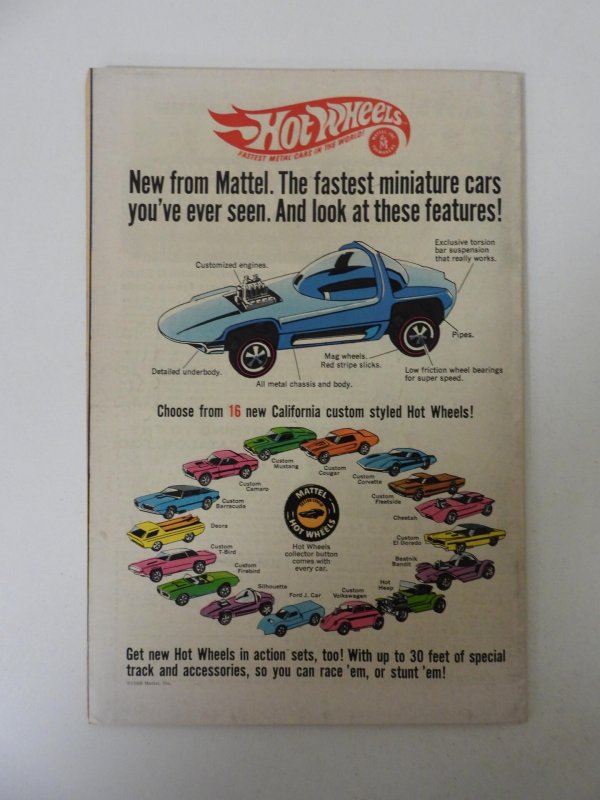 Hot Wheels
FASTEST METAL CARS IN THE WORLD!
New from Mattel. The fastest miniature cars
you've ever seen. And look at these features!
Exclusive torsion
bar suspension
that really works.
Customized engines.
Pipes.
Mag wheels.
Red stripe slicks.
Detailed underbody.
Low friction wheel bearings
for super speed.
All metal chassis and body.
Choose from 16 new California custom styled Hot Wheels!
Custom
Mustang
Custom
Cougar
Custom
Camaro
Custom
Corvette
Custom
Barracuda
Custom
Fleetside
MATTEL
HOT WHEELS
Cheetah
Deora
Custom
El Dorado
Hot Wheels
collector button
comes with
every car.
Custom
T-Bird
Beatnik
Bandit
Custom
Firebird
Hot
Heap
Silhouette
Ford J. Car
Custom
Volkswagen
Get new Hot Wheels in action sets, too! With up to 30 feet of special
track and accessories, so you can race 'em, or stunt 'em!
©1968 Mattel, Inc.